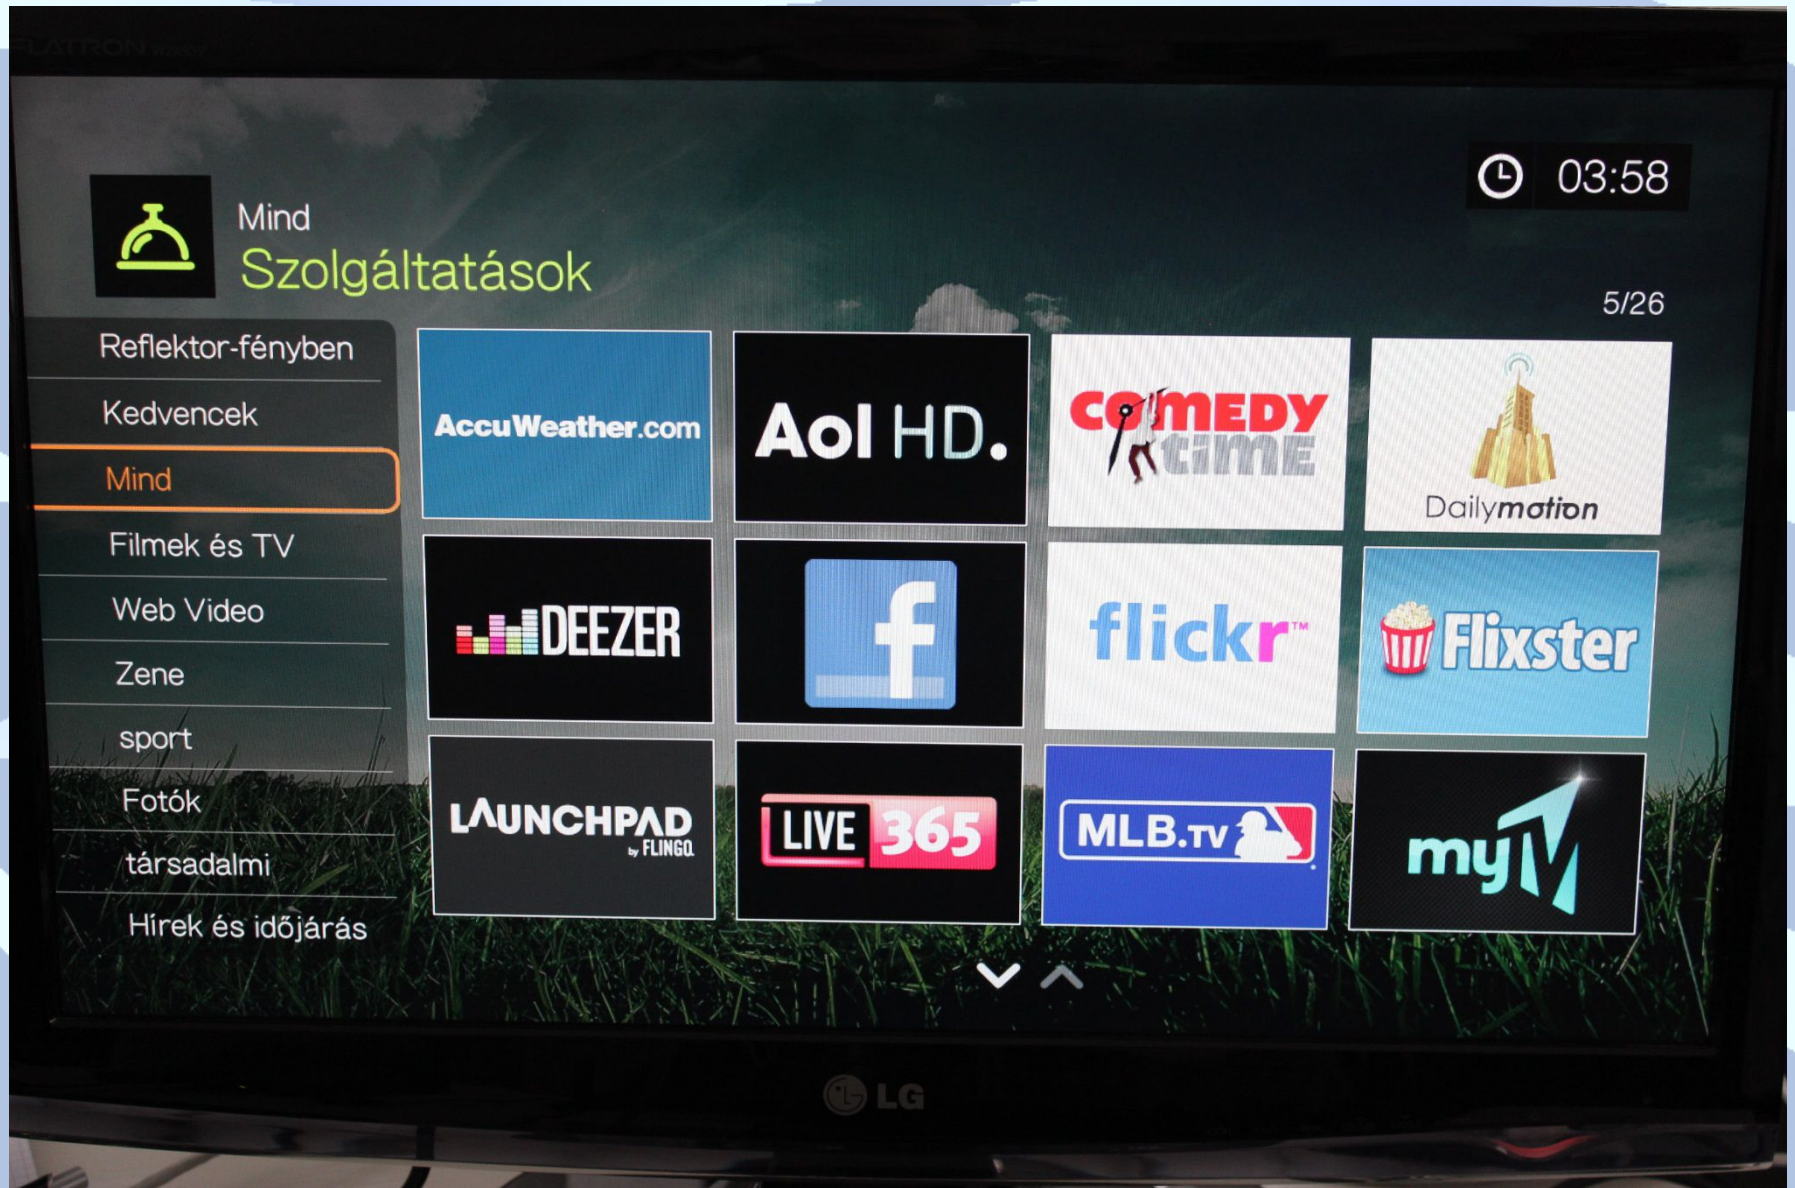 FLATRON
03:58
Mind
Szolgáltatások
5/26
Reflektor-fényben
Kedvencek
Mind
Filmek és TV
Web Video
Zene
sport
Fotók
társadalmi
Hírek és időjárás
AccuWeather.com
Aol HD.
COMEDY
time
Dailymotion
DEEZER
f
flickr™
Flixster
LAUNCHPAD
by FLINGO
LIVE 365
MLB.TV
myTV
LG